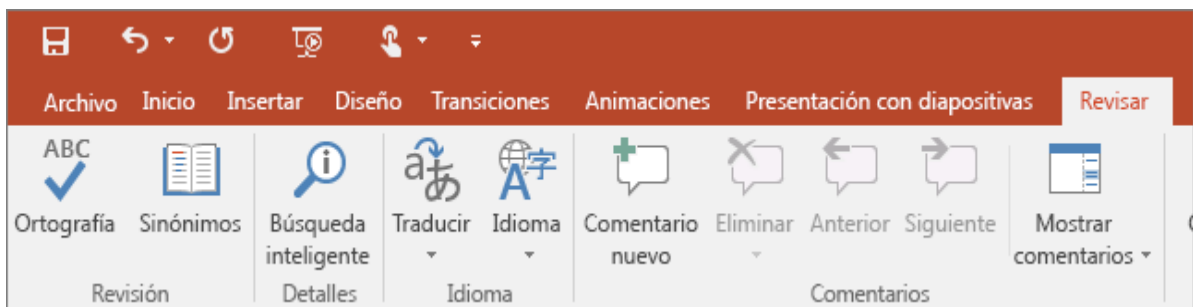 Archivo Inicio Insertar Diseño Transiciones Animaciones Presentación con diapositivas Revisar
ABC
Ortografía Sinónimos Búsqueda inteligente Traducir Idioma Comentario nuevo Eliminar Anterior Siguiente Mostrar comentarios
Revisión Detalles Idioma Comentarios